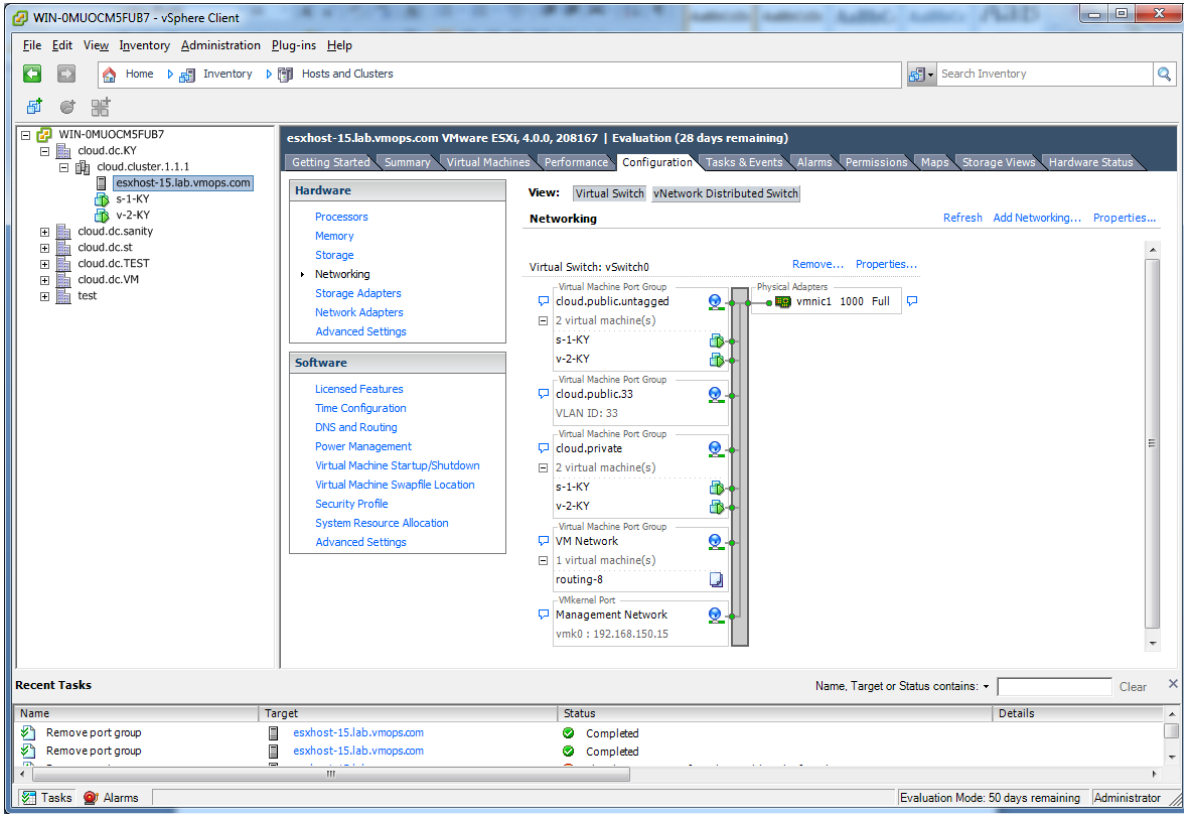 WIN-0MUOCM5FUB7 - vSphere Client
File Edit View Inventory Administration Plug-ins Help
Home Inventory Hosts and Clusters Search Inventory
WIN-0MUOCM5FUB7
cloud.dc.KY
cloud.cluster.1.1.1
esxhost-15.lab.vmops.com
s-1-KY
v-2-KY
cloud.dc.sanity
cloud.dc.st
cloud.dc.TEST
cloud.dc.VM
test
esxhost-15.lab.vmops.com VMware ESXi, 4.0.0, 208167 | Evaluation (28 days remaining)
Getting Started Summary Virtual Machines Performance Configuration Tasks & Events Alarms Permissions Maps Storage Views Hardware Status
Hardware
Processors
Memory
Storage
Networking
Storage Adapters
Network Adapters
Advanced Settings
Software
Licensed Features
Time Configuration
DNS and Routing
Power Management
Virtual Machine Startup/Shutdown
Virtual Machine Swapfile Location
Security Profile
System Resource Allocation
Advanced Settings
View: Virtual Switch vNetwork Distributed Switch
Networking Refresh Add Networking... Properties...
Virtual Switch: vSwitch0 Remove... Properties...
Virtual Machine Port Group Physical Adapters
cloud.public.untagged vmnic1 1000 Full
2 virtual machine(s)
s-1-KY
v-2-KY
Virtual Machine Port Group
cloud.public.33
VLAN ID: 33
Virtual Machine Port Group
cloud.private
2 virtual machine(s)
s-1-KY
v-2-KY
Virtual Machine Port Group
VM Network
1 virtual machine(s)
routing-8
VMkernel Port
Management Network
vmk0 : 192.168.150.15
Recent Tasks Name, Target or Status contains: Clear
Name Target Status Details
Remove port group esxhost-15.lab.vmops.com Completed
Remove port group esxhost-15.lab.vmops.com Completed
Tasks Alarms Evaluation Mode: 50 days remaining Administrator